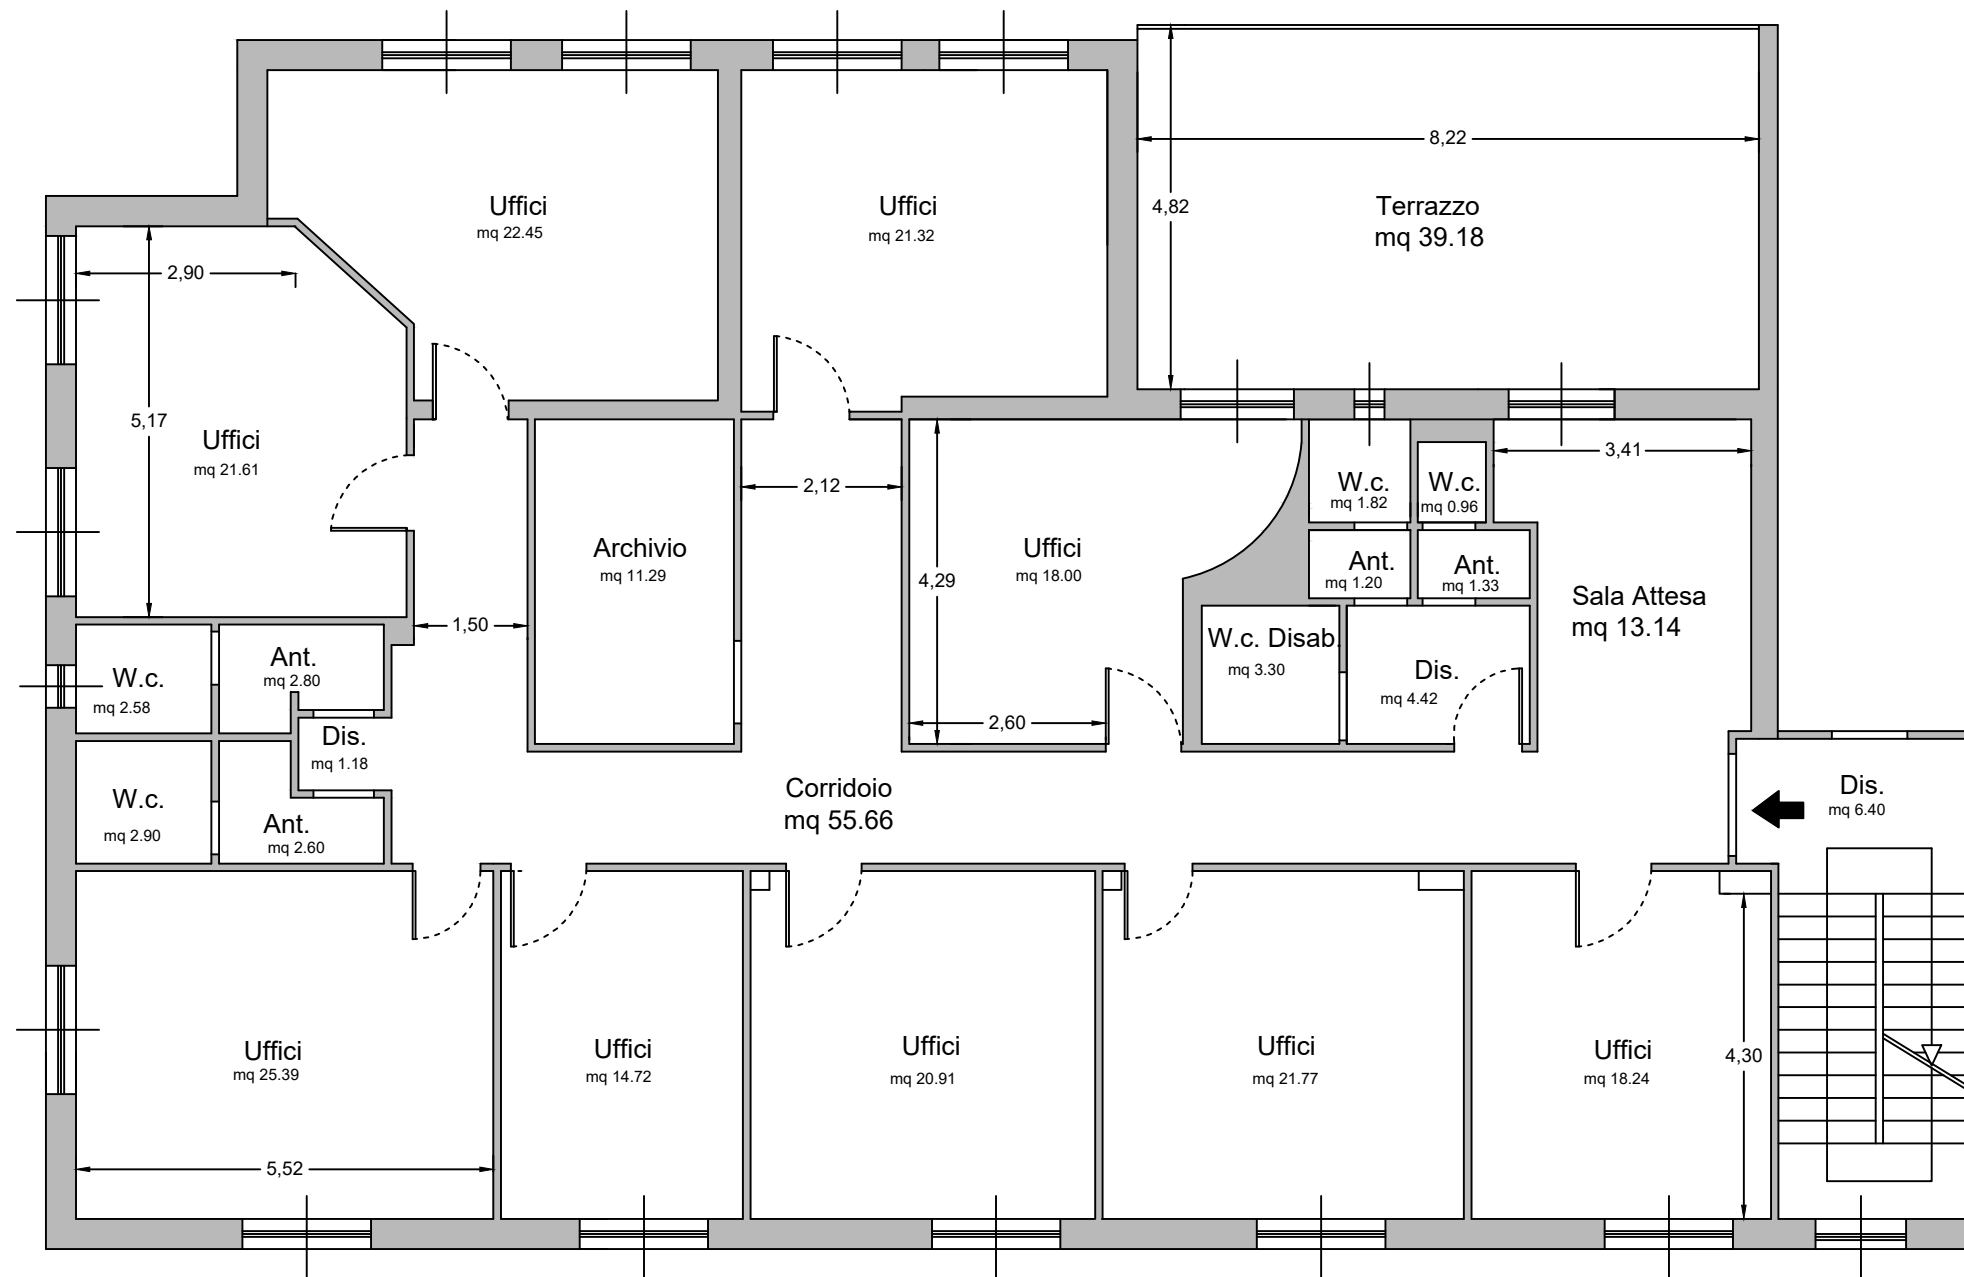 8,22
4,82
Terrazzo
mq 39.18
Uffici
mq 22.45
Uffici
mq 21.32
2,90
5,17
Uffici
mq 21.61
2,12
3,41
W.c.
mq 1.82
W.c.
mq 0.96
Archivio
mq 11.29
Uffici
mq 18.00
4,29
Ant.
mq 1.20
Ant.
mq 1.33
Sala Attesa
mq 13.14
1,50
W.c. Disab.
mq 3.30
Dis.
mq 4.42
Ant.
mq 2.80
W.c.
mq 2.58
2,60
Dis.
mq 1.18
W.c.
mq 2.90
Ant.
mq 2.60
Corridoio
mq 55.66
Dis.
mq 6.40
Uffici
mq 25.39
Uffici
mq 14.72
Uffici
mq 20.91
Uffici
mq 21.77
Uffici
mq 18.24
4,30
5,52